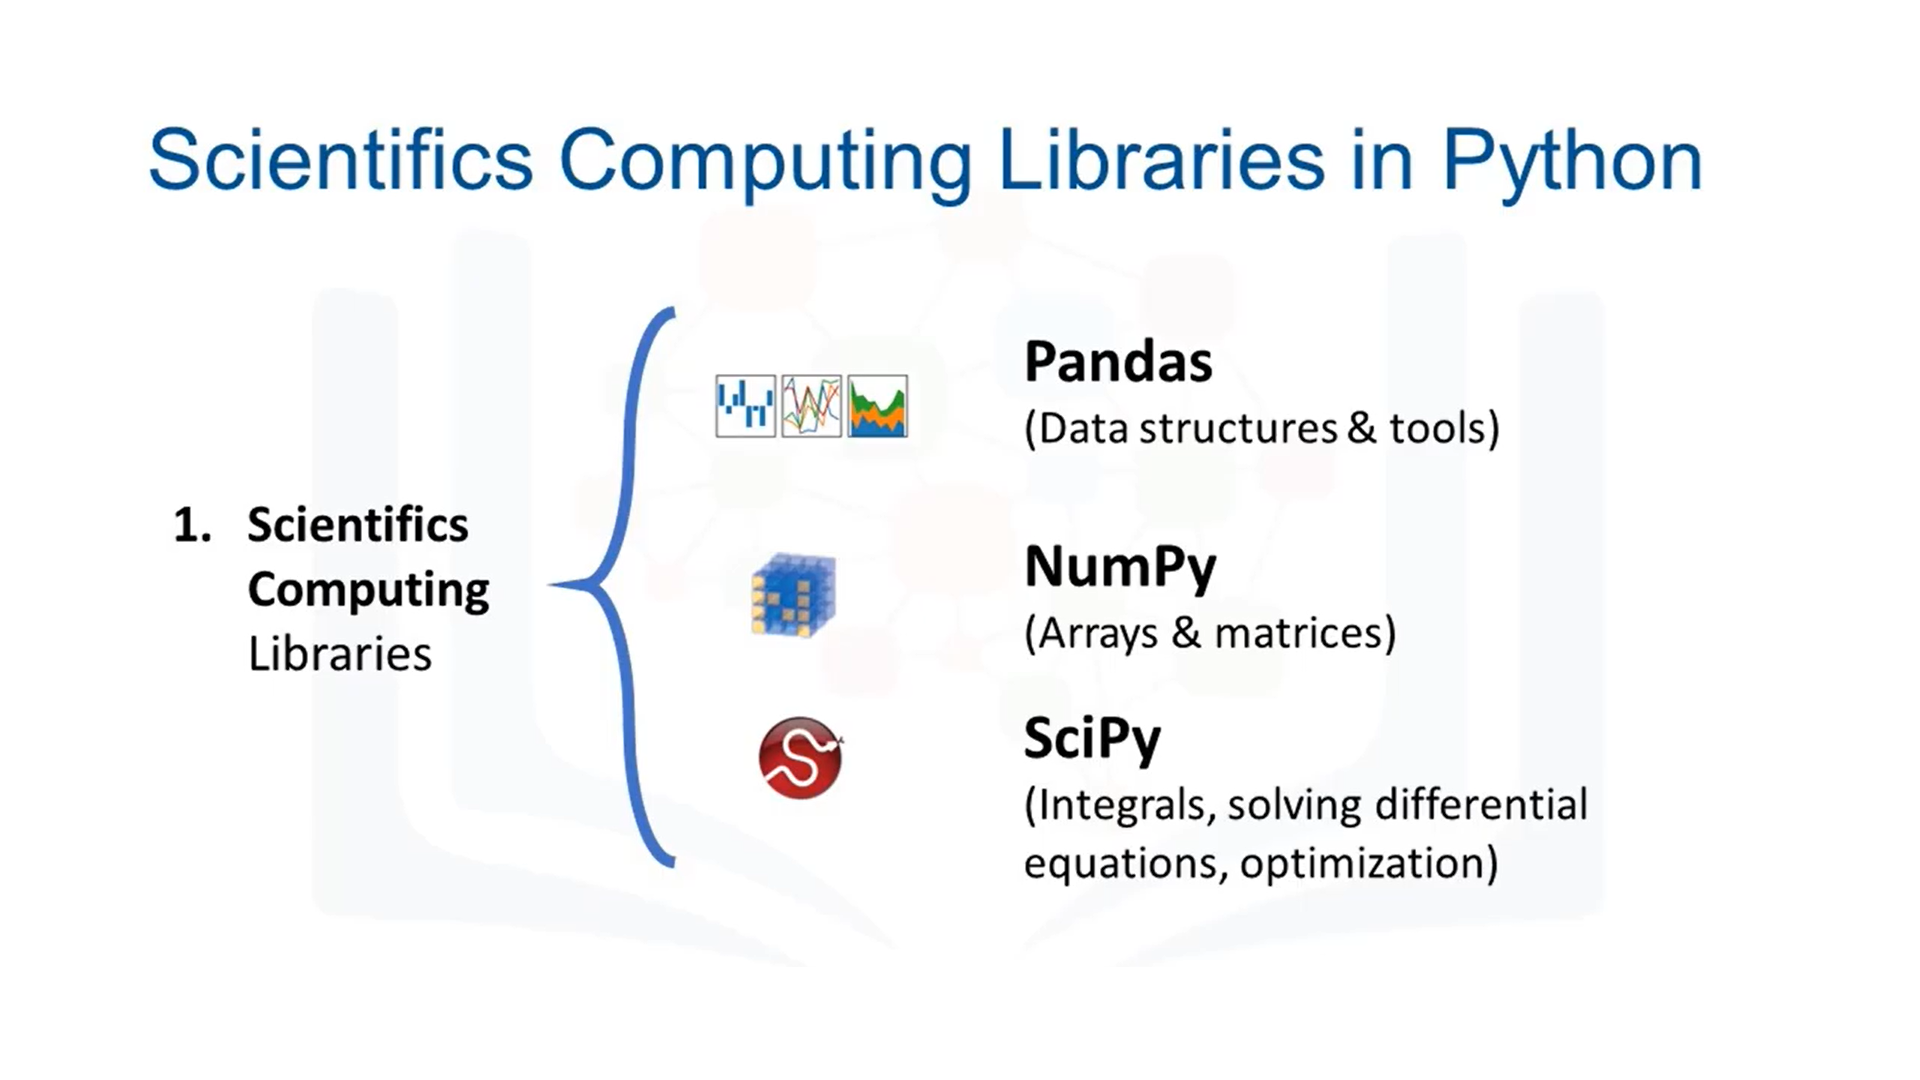 Scientifics Computing Libraries in Python
1. Scientifics
Computing
Libraries
Pandas
(Data structures & tools)
NumPy
(Arrays & matrices)
SciPy
(Integrals, solving differential
equations, optimization)